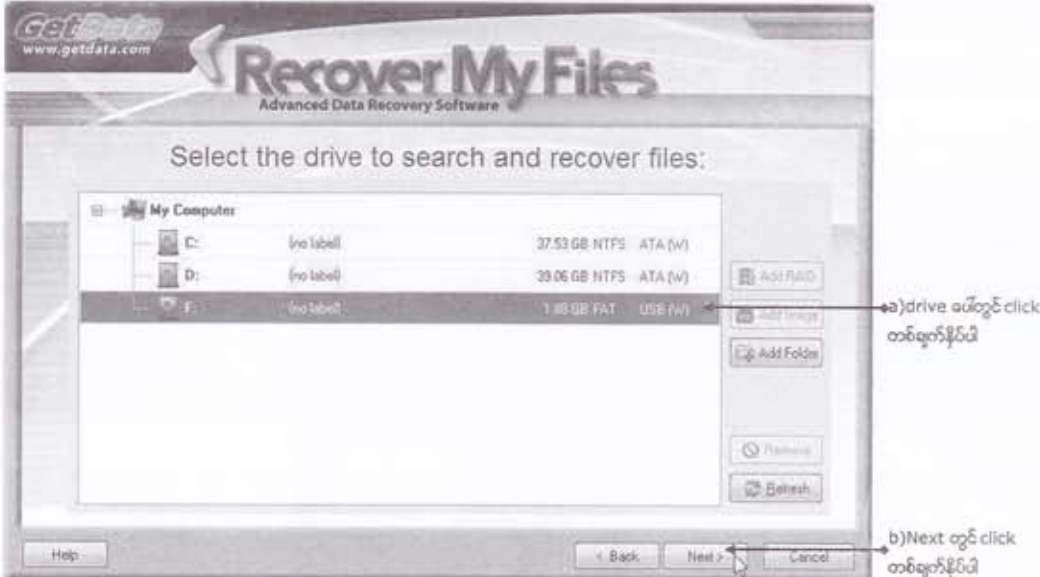 GetData
www.getdata.com
Recover My Files
Advanced Data Recovery Software
Select the drive to search and recover files:
My Computer
C: (no label) 37.53 GB NTFS ATA (W)
D: (no label) 39.06 GB NTFS ATA (W)
F: (no label) 1.88 GB FAT USB (W)
Add RAID
Add Image
Add Folder
Remove
Refresh
a)drive ပေါ်တွင် click
တစ်ချက်နှိပ်ပါ
Help
< Back
Next >
Cancel
b)Next တွင် click
တစ်ချက်နှိပ်ပါ